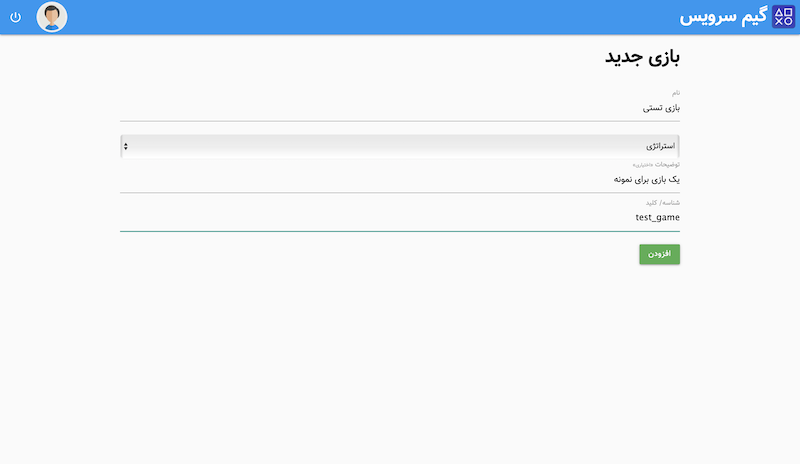 گیم سرویس
بازی جدید
نام
بازی تستی
استراتژی
توضیحات «اختیاری»
یک بازی برای نمونه
شناسه/ کلید
test_game
افزودن